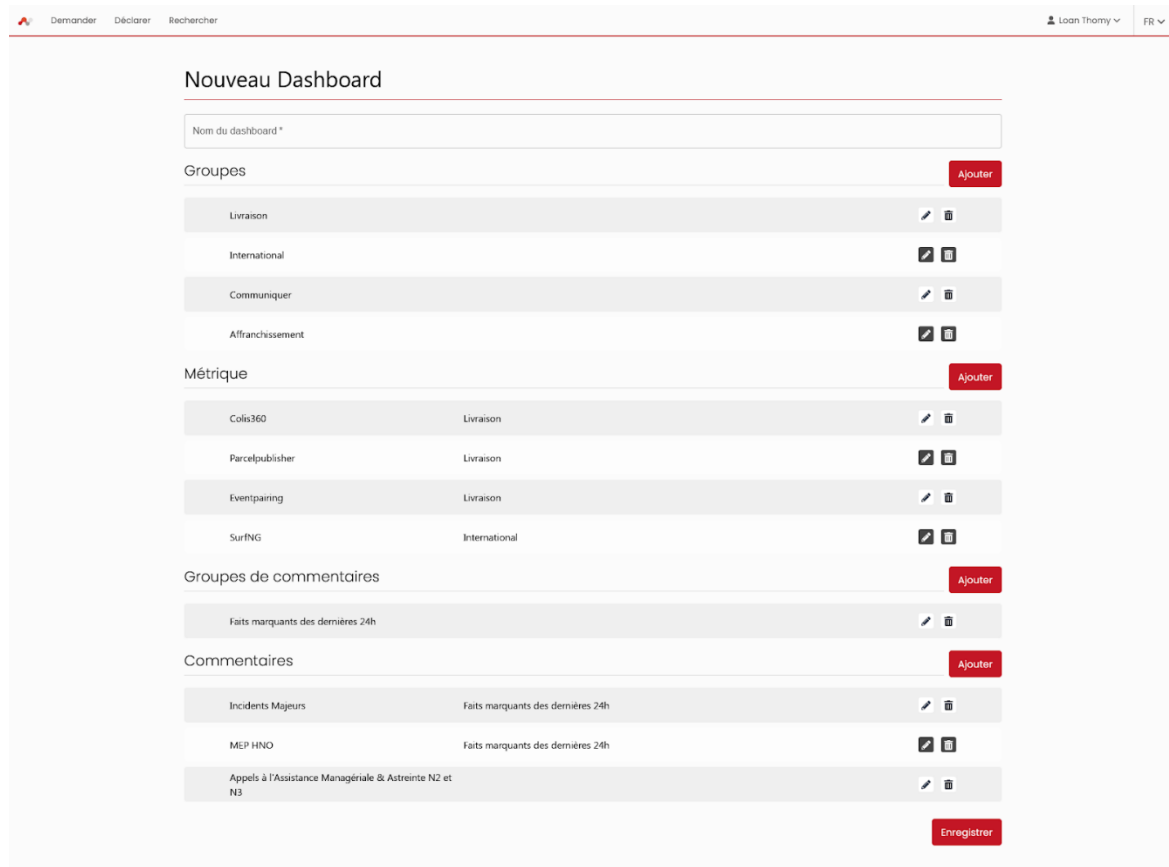 Demander Déclarer Rechercher Loan Thomy FR
Nouveau Dashboard
Nom du dashboard *
Groupes Ajouter
Livraison
International
Communiquer
Affranchissement
Métrique Ajouter
Colis360 Livraison
Parcelpublisher Livraison
Eventpairing Livraison
SurfNG International
Groupes de commentaires Ajouter
Faits marquants des dernières 24h
Commentaires Ajouter
Incidents Majeurs Faits marquants des dernières 24h
MEP HNO Faits marquants des dernières 24h
Appels à l'Assistance Managériale & Astreinte N2 et
N3
Enregistrer